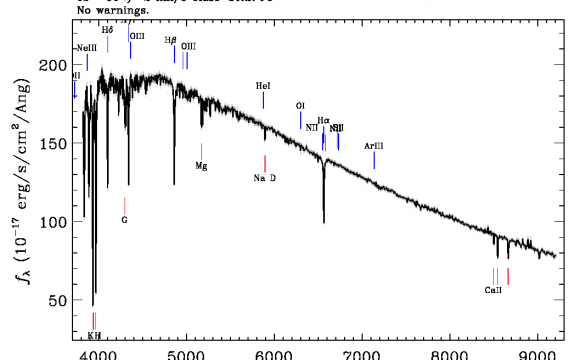 No warnings.
Hδ
OIII
Hβ
OIII
NeIII
200
HeI
OI
Hα
NII
ArIII
150
Mg
Na D
G
100
CaII
50
K H
fλ (10⁻¹⁷ erg/s/cm²/Ang)
4000 5000 6000 7000 8000 9000